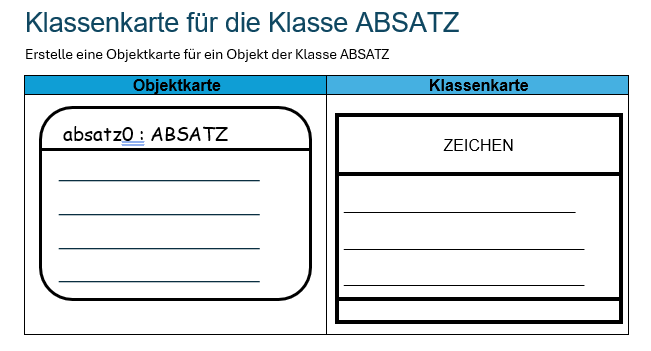 Klassenkarte für die Klasse ABSATZ
Erstelle eine Objektkarte für ein Objekt der Klasse ABSATZ
Objektkarte
Klassenkarte
absatz0 : ABSATZ
ZEICHEN